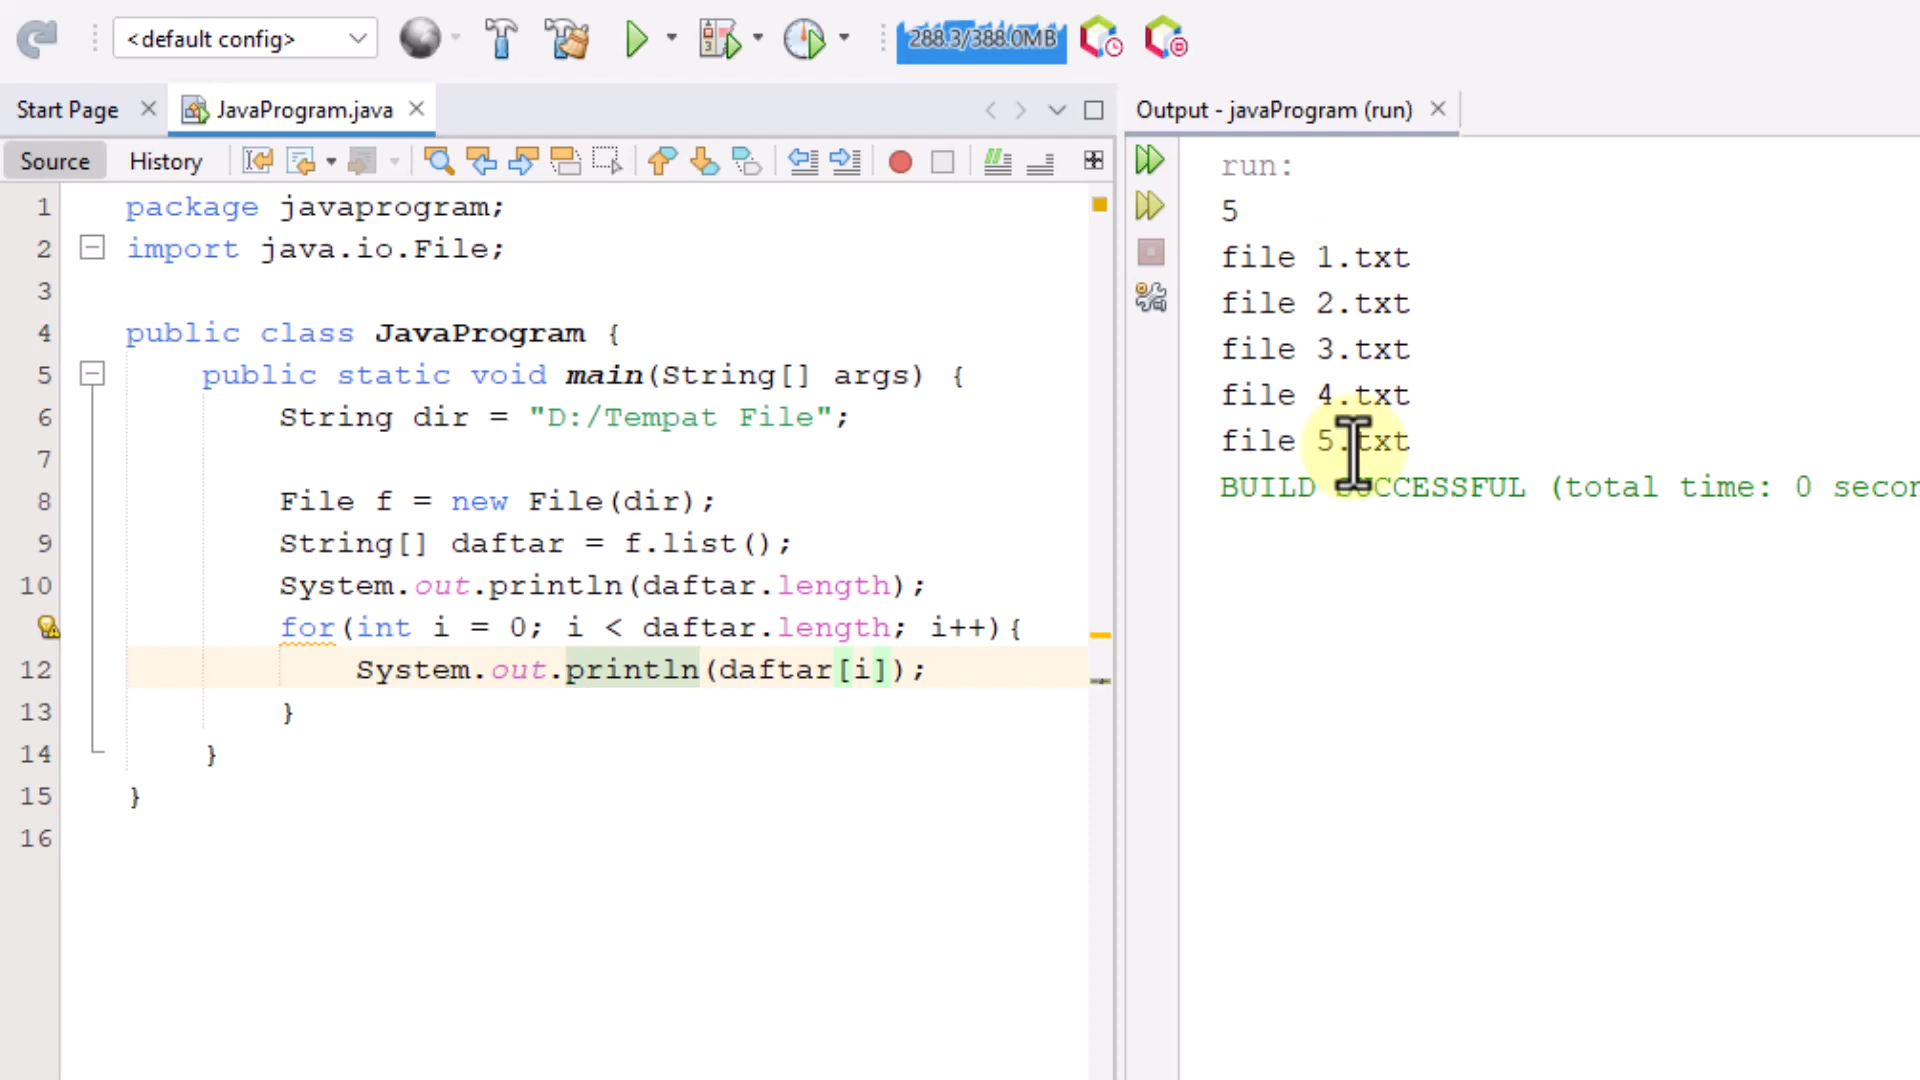 <default config>
288.3/388.0MB
Start Page
JavaProgram.java
Output - javaProgram (run)
Source
History
1 package javaprogram;
2 import java.io.File;
3
4 public class JavaProgram {
5 public static void main(String[] args) {
6 String dir = "D:/Tempat File";
7
8 File f = new File(dir);
9 String[] daftar = f.list();
10 System.out.println(daftar.length);
for(int i = 0; i < daftar.length; i++){
12 System.out.println(daftar[i]);
13 }
14 }
15 }
16
run:
5
file 1.txt
file 2.txt
file 3.txt
file 4.txt
file 5.txt
BUILD SUCCESSFUL (total time: 0 secon